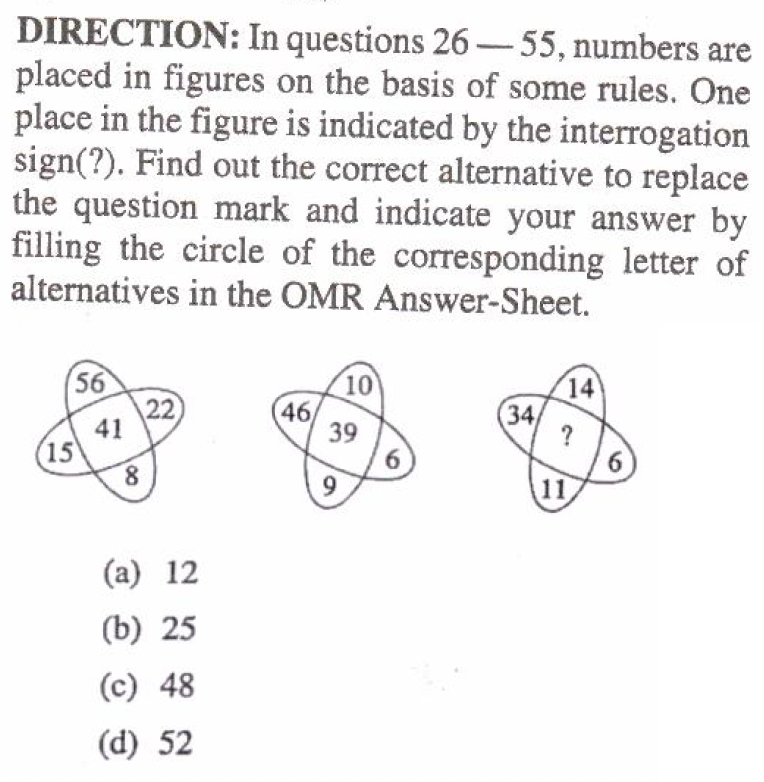 DIRECTION: In questions 26 — 55, numbers are
placed in figures on the basis of some rules. One
place in the figure is indicated by the interrogation
sign(?). Find out the correct alternative to replace
the question mark and indicate your answer by
filling the circle of the corresponding letter of
alternatives in the OMR Answer-Sheet.
56 22 41 15 8
10 46 39 6 9
14 34 ? 6 11
(a) 12
(b) 25
(c) 48
(d) 52